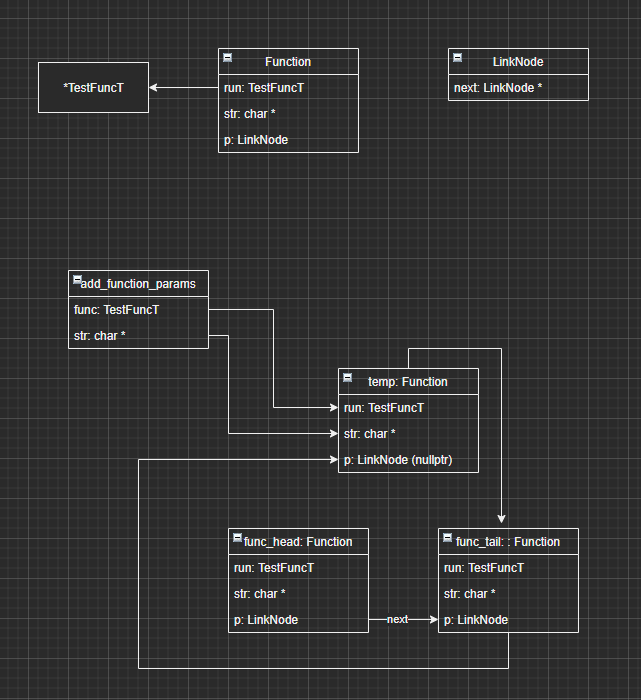 *TestFuncT
Function
run: TestFuncT
str: char *
p: LinkNode
LinkNode
next: LinkNode *
add_function_params
func: TestFuncT
str: char *
temp: Function
run: TestFuncT
str: char *
p: LinkNode (nullptr)
func_head: Function
run: TestFuncT
str: char *
p: LinkNode
next
func_tail: : Function
run: TestFuncT
str: char *
p: LinkNode